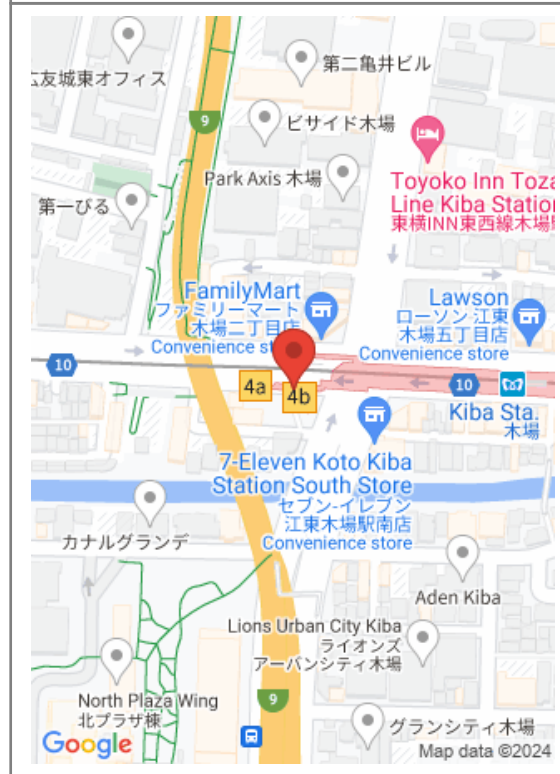 第二亀井ビル
広友城東オフィス
9
ビサイド木場
Park Axis 木場
Toyoko Inn Toza
Line Kiba Station
東横INN東西線木場
第一びる
FamilyMart
ファミリーマート
木場二丁目店
Convenience st
Lawson
ローソン 江東
木場五丁目店
Convenience store
10
4a
4b
10
Kiba Sta.
木場
7-Eleven Koto Kiba
Station South Store
セブン-イレブン
江東木場駅南店
Convenience store
カナルグランデ
Aden Kiba
Lions Urban City Kiba
ライオンズ
アーバンシティ木場
North Plaza Wing
北プラザ棟
9
グランシティ木場
Google
Map data ©2024